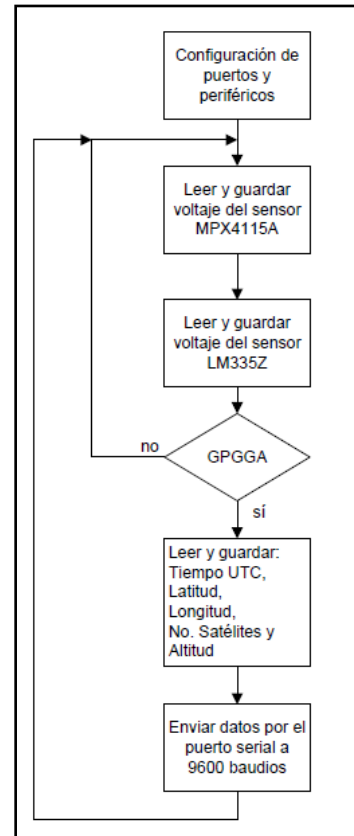 Configuración de
puertos y
periféricos
Leer y guardar
voltaje del sensor
MPX4115A
Leer y guardar
voltaje del sensor
LM335Z
no
GPGGA
sí
Leer y guardar:
Tiempo UTC,
Latitud,
Longitud,
No. Satélites y
Altitud
Enviar datos por el
puerto serial a
9600 baudios